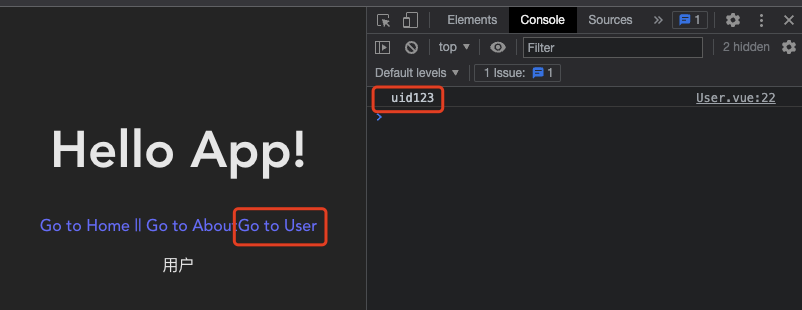 Elements Console Sources » 1
top ▼ Filter 2 hidden
Default levels ▼ 1 Issue: 1
uid123 User.vue:22
>
Hello App!
Go to Home || Go to AboutGo to User
用户